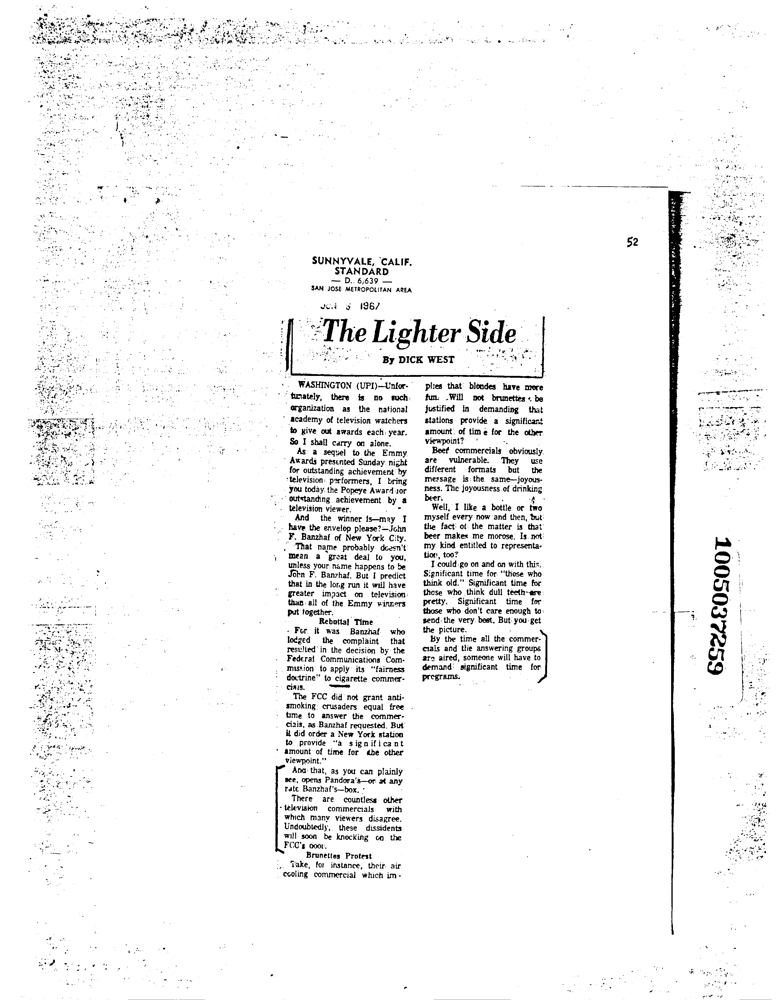 52
SUNNYVALE, CALIF.
STANDARD
— D. 6,639 —
SAN JOSE METROPOLITAN AREA
1967
The Lighter Side
By DICK WEST
WASHINGTON (UPI)—Unfor-
tunately, there is no such
organization as the national
academy of television watchers
to give out awards each year.
So I shall carry on alone.
As a sequel to the Emmy
Awards presented Sunday night
for outstanding achievement by
television performers, I bring
you today the Popeye Award for
outstanding achievement by a
television viewer.
And the winner is—may I
have the envelop please?—John
F. Banzhaf of New York City.
That name probably doesn't
mean a great deal to you,
unless your name happens to be
John F. Banzhaf. But I predict
that in the long run it will have
greater impact on television
than all of the Emmy winners
put together.
Rebuttal Time
For it was Banzhaf who
lodged the complaint that
resulted in the decision by the
Federal Communications Com-
mission to apply its "fairness
doctrine" to cigarette commer-
cials.
The FCC did not grant anti-
smoking crusaders equal free
time to answer the commer-
cials, as Banzhaf requested. But
it did order a New York station
to provide "a significant
amount of time for the other
viewpoint."
And that, as you can plainly
see, opens Pandora's—or at any
rate Banzhaf's—box.
There are countless other
television commercials with
which many viewers disagree.
Undoubtedly, these dissidents
will soon be knocking on the
FCC's door.
Brunettes Protest
Take, for instance, their air
cooling commercial which im-
plies that blondes have more
fun. Will not brunettes be
justified in demanding that
stations provide a significant
amount of time for the other
viewpoint?
Beef commercials obviously
are vulnerable. They use
different formats but the
message is the same—joyous-
ness. The joyousness of drinking
beer.
Well, I like a bottle or two
myself every now and then, but
the fact of the matter is that
beer makes me morose. Is not
my kind entitled to representa-
tion, too?
I could go on and on with this.
Significant time for "those who
think old." Significant time for
those who think dull teeth are
pretty. Significant time for
those who don't care enough to
send the very best. But you get
the picture.
By the time all the commer-
cials and the answering groups
are aired, someone will have to
demand significant time for
programs.
1005037259